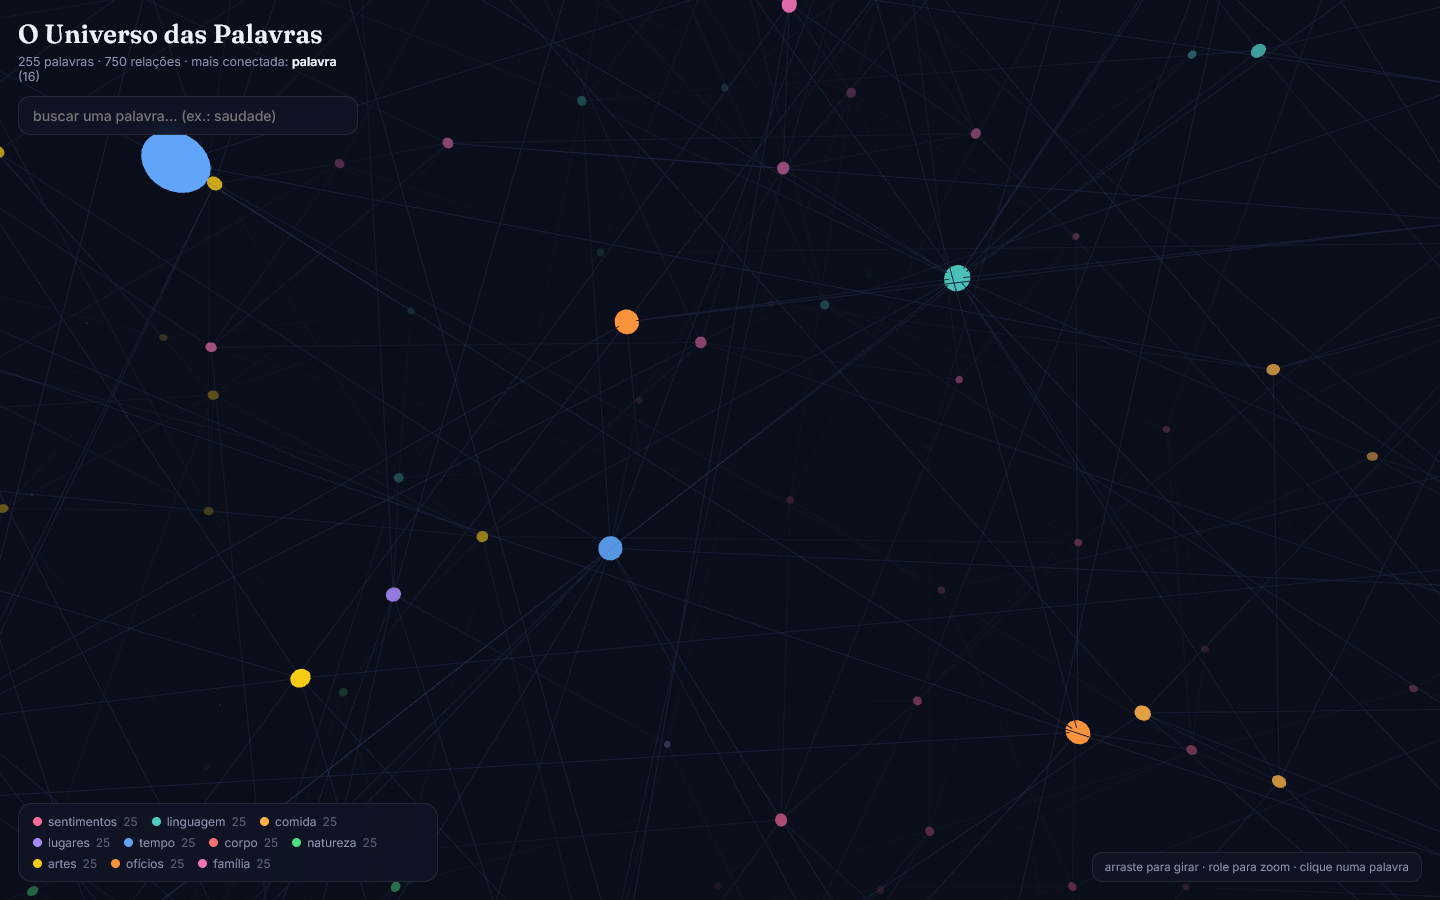 O Universo das Palavras
255 palavras · 750 relações · mais conectada: palavra
(16)
buscar uma palavra... (ex.: saudade)
sentimentos 25 linguagem 25 comida 25
lugares 25 tempo 25 corpo 25 natureza 25
artes 25 ofícios 25 família 25
arraste para girar · role para zoom · clique numa palavra